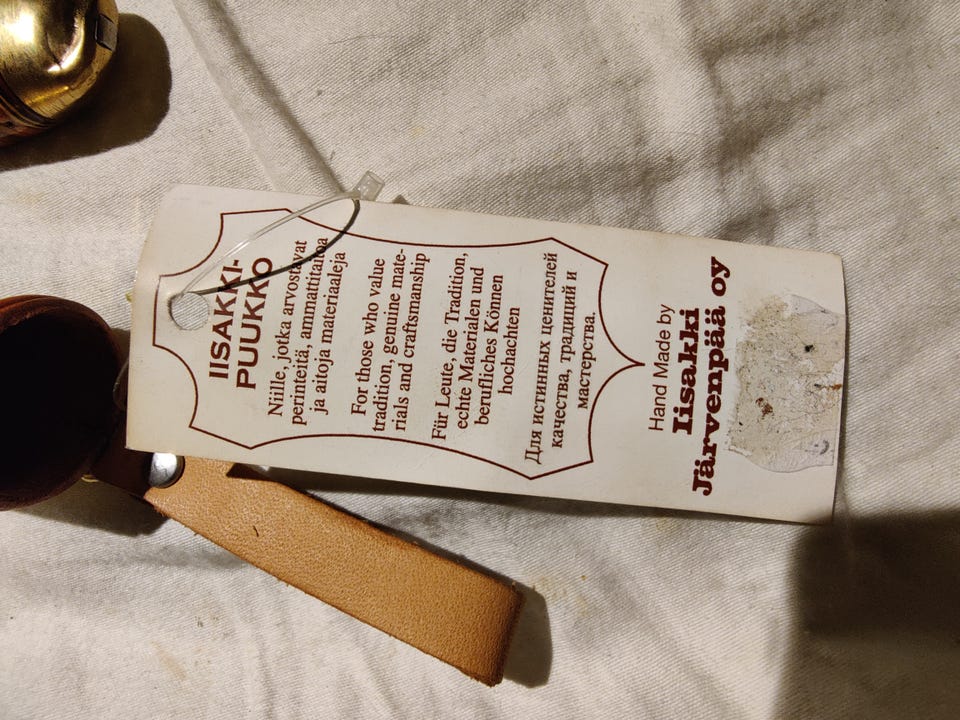 IISAKKI-
PUUKKO
Niille, jotka arvostavat
perinteitä, ammattitaitoa
ja aitoja materiaaleja
For those who value
tradition, genuine mate-
rials and craftsmanship
Für Leute, die Tradition,
echte Materialen und
berufliches Können
hochachten
Для истинных ценителей
качества, традиций и
мастерства.
Hand Made by
Iisakki
Järvenpää oy